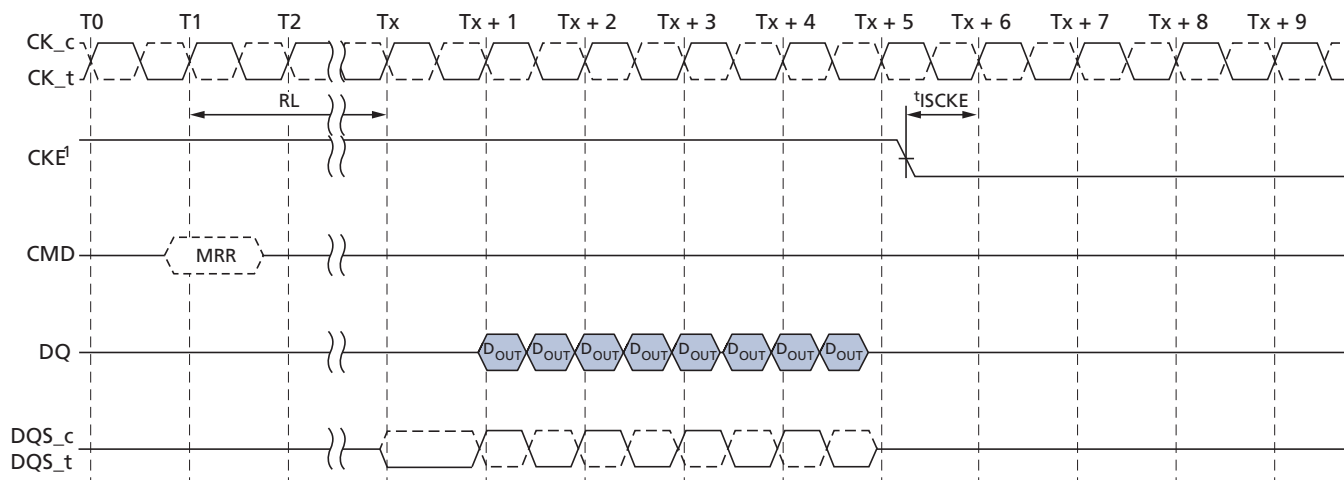 T0 T1 T2 Tx Tx + 1 Tx + 2 Tx + 3 Tx + 4 Tx + 5 Tx + 6 Tx + 7 Tx + 8 Tx + 9
CK_c
CK_t
RL tISCKE
CKE1
CMD MRR
DQ DOUT DOUT DOUT DOUT DOUT DOUT DOUT DOUT
DQS_c
DQS_t